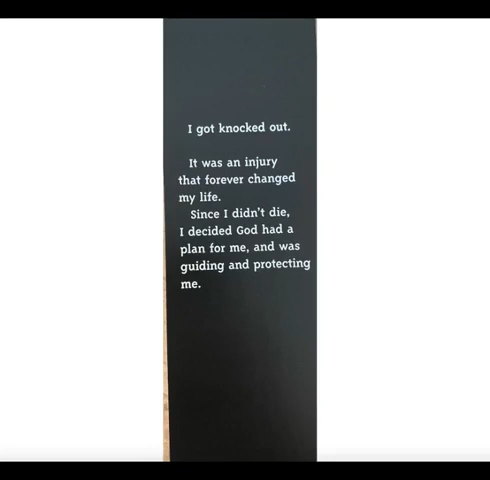 I got knocked out.
It was an injury
that forever changed
my life.
Since I didn't die,
I decided God had a
plan for me, and was
guiding and protecting
me.